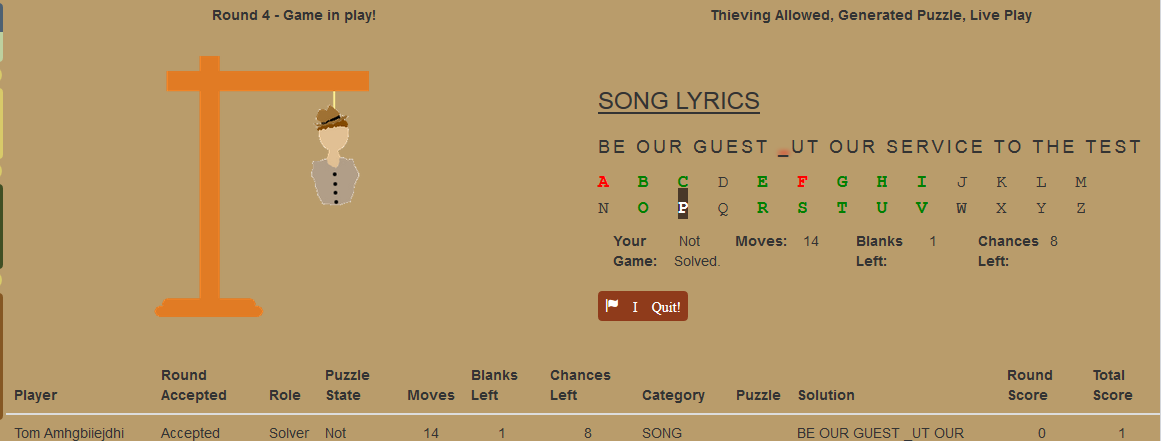 Round 4 - Game in play!
Thieving Allowed, Generated Puzzle, Live Play
SONG LYRICS
BE OUR GUEST _UT OUR SERVICE TO THE TEST
A B C D E F G H I J K L M
N O P Q R S T U V W X Y Z
Your Game: Not Solved. Moves: 14 Blanks Left: 1 Chances Left: 8
I Quit!
Player Round Accepted Role Puzzle State Moves Blanks Left Chances Left Category Puzzle Solution Round Score Total Score
Tom Amhgbiiejdhi Accepted Solver Not 14 1 8 SONG BE OUR GUEST _UT OUR 0 1